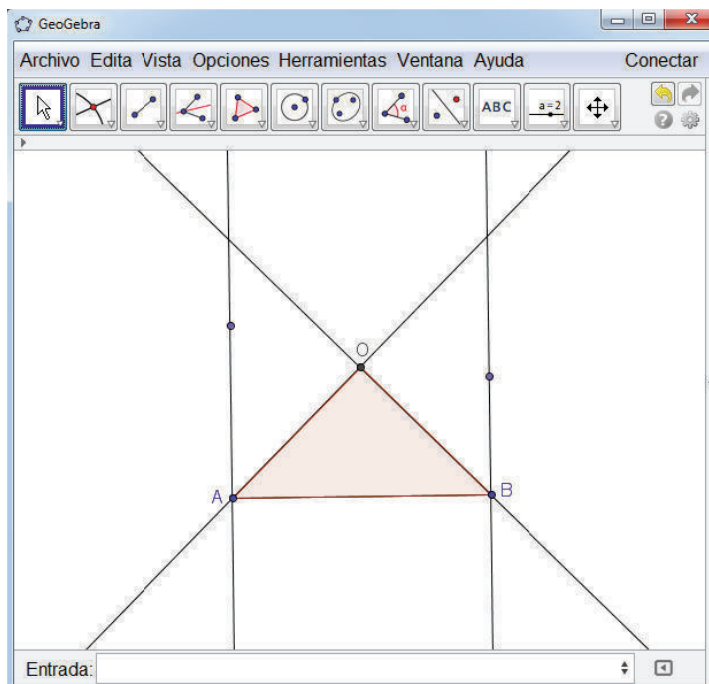 GeoGebra
Archivo Edita Vista Opciones Herramientas Ventana Ayuda Conectar
ABC a=2
α
O
A
B
Entrada: